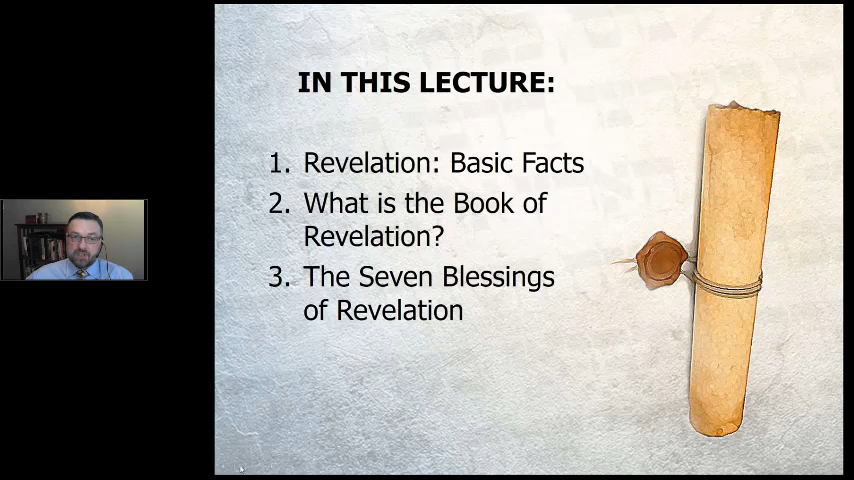 IN THIS LECTURE:
1. Revelation: Basic Facts
2. What is the Book of
Revelation?
3. The Seven Blessings
of Revelation